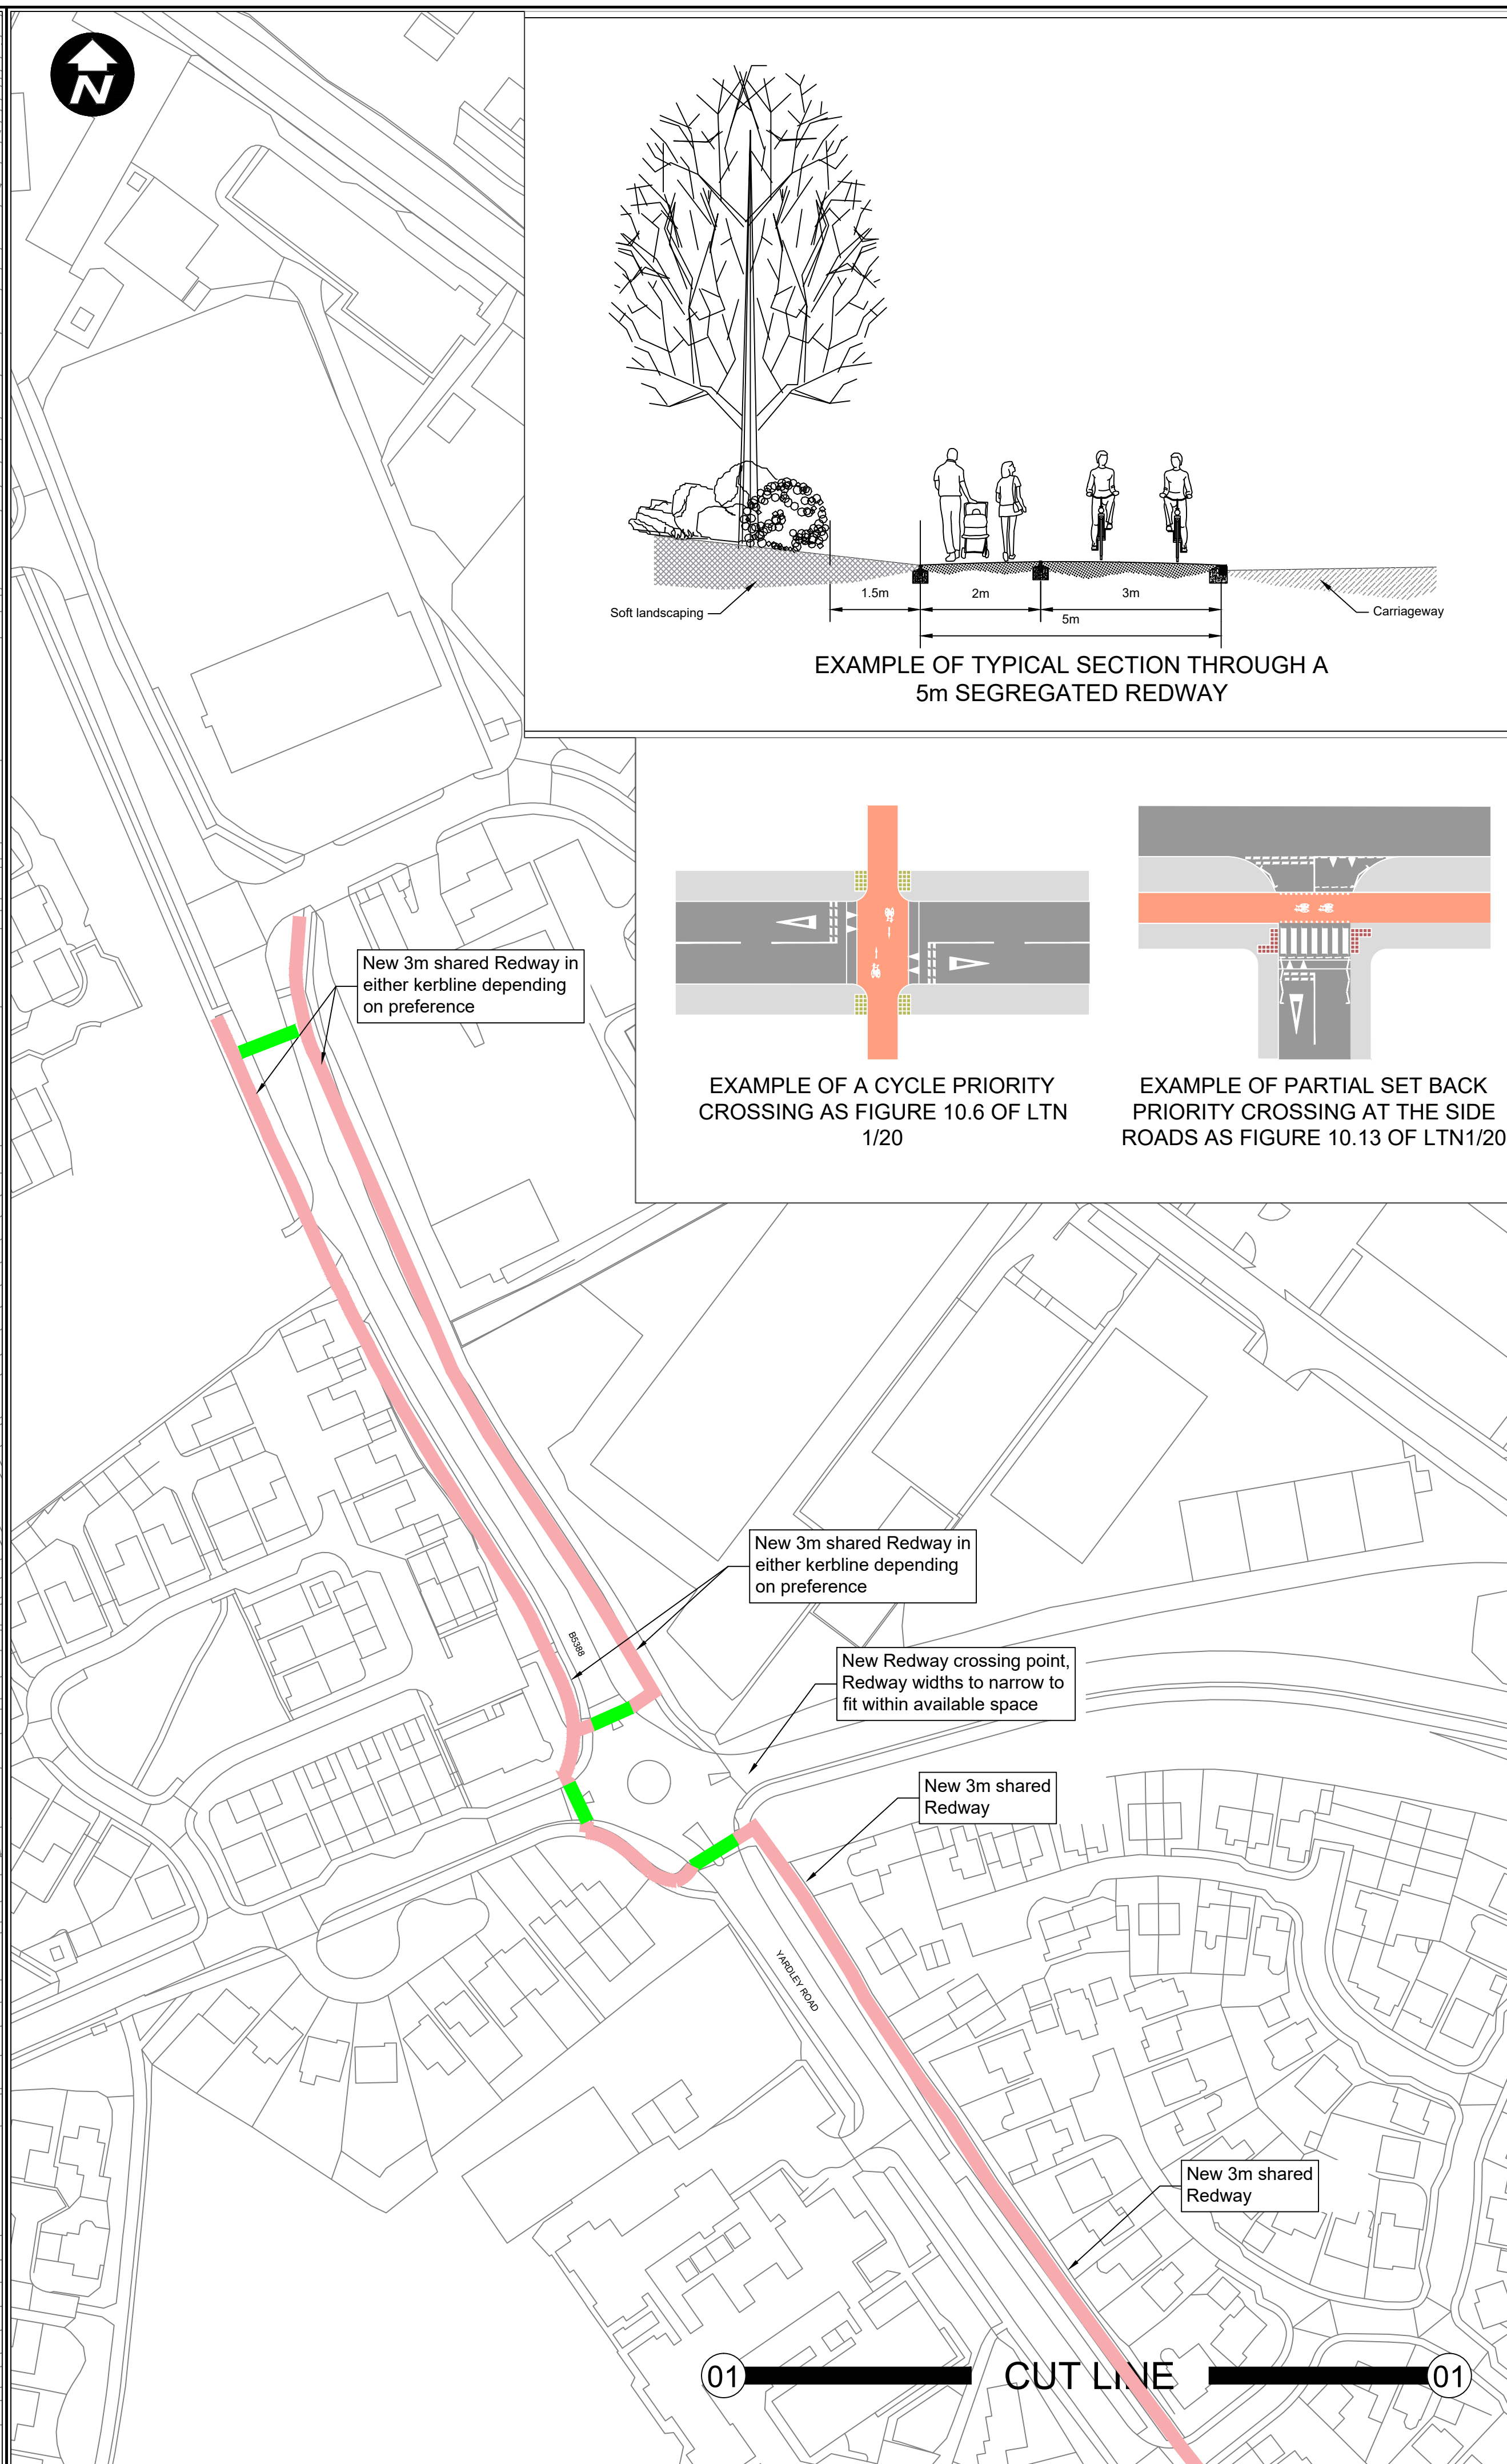 N
Soft landscaping
1.5m
2m
3m
5m
Carriageway
EXAMPLE OF TYPICAL SECTION THROUGH A
5m SEGREGATED REDWAY
EXAMPLE OF A CYCLE PRIORITY
CROSSING AS FIGURE 10.6 OF LTN
1/20
EXAMPLE OF PARTIAL SET BACK
PRIORITY CROSSING AT THE SIDE
ROADS AS FIGURE 10.13 OF LTN1/20
New 3m shared Redway in
either kerbline depending
on preference
New 3m shared Redway in
either kerbline depending
on preference
B5388
New Redway crossing point,
Redway widths to narrow to
fit within available space
New 3m shared
Redway
YARDLEY ROAD
New 3m shared
Redway
01
CUT LINE
01